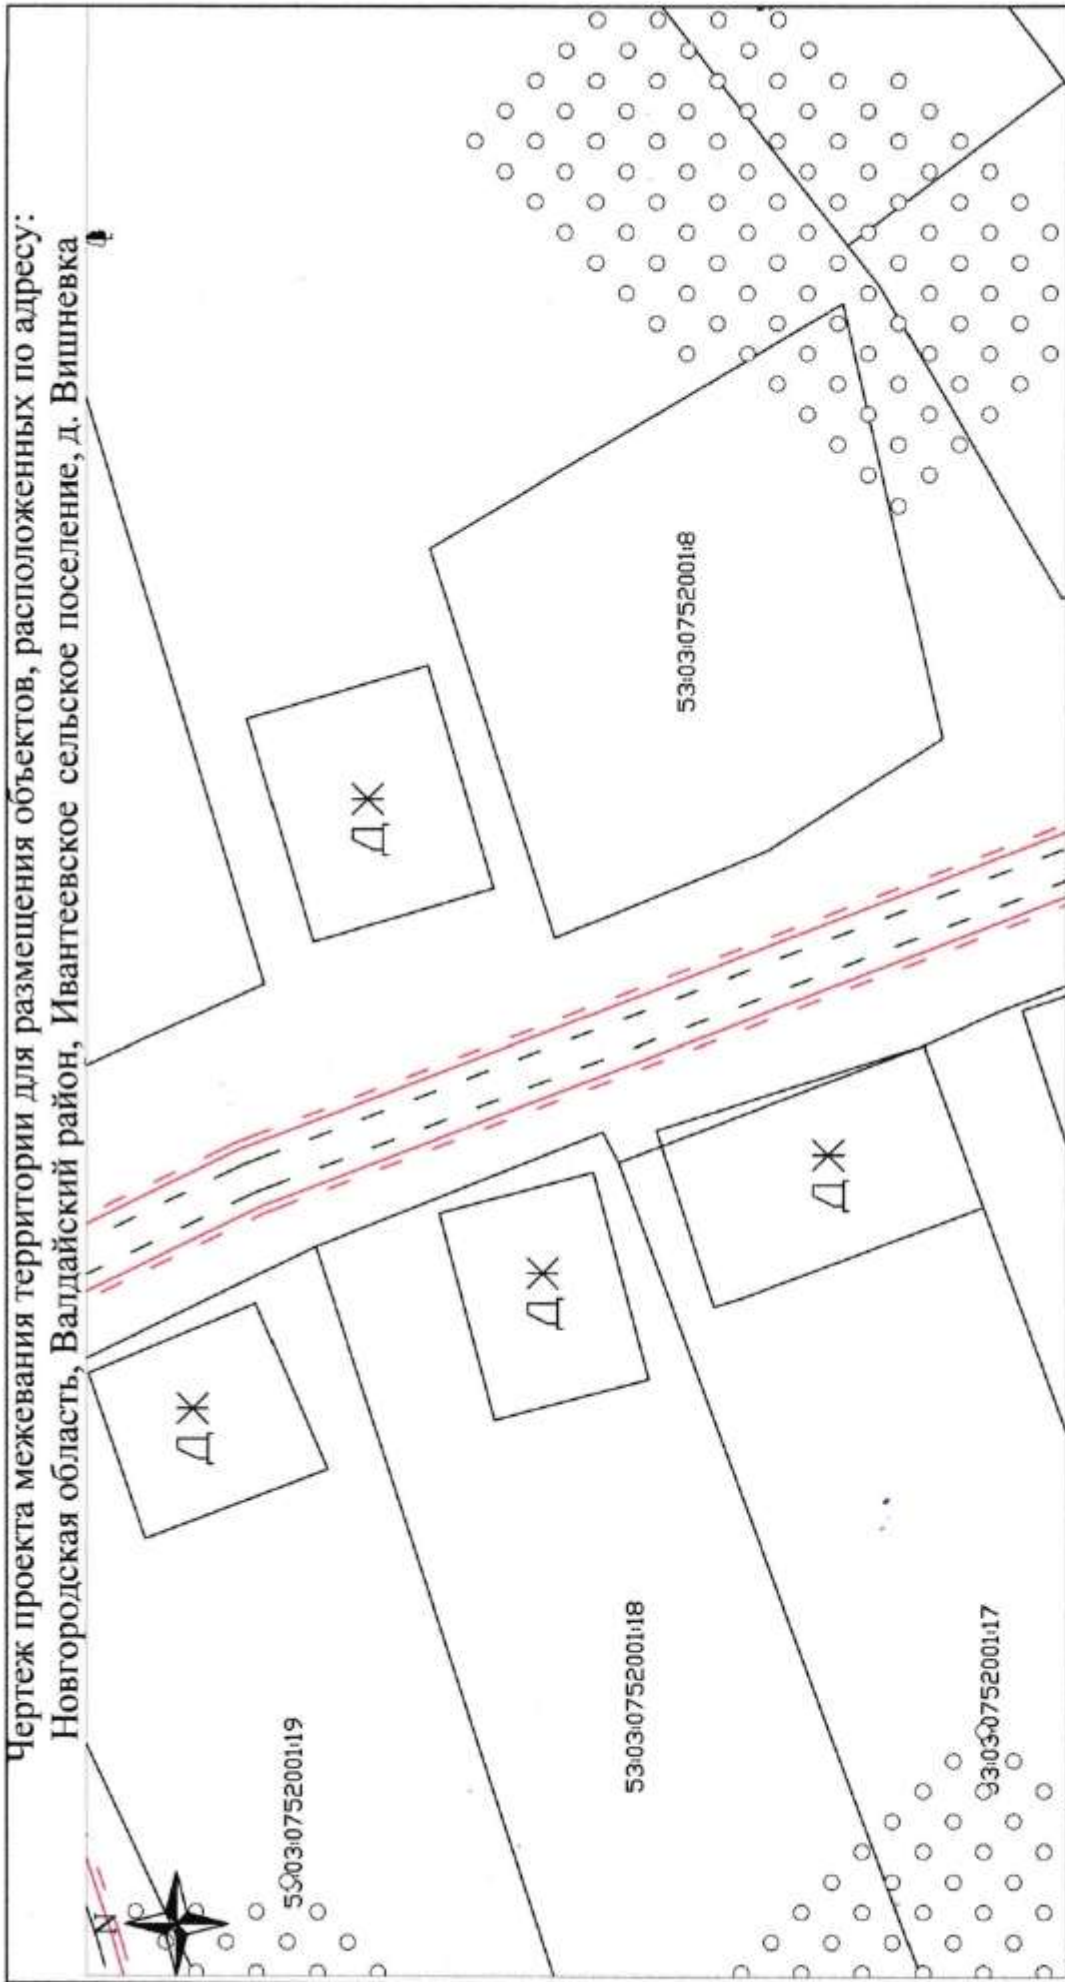 Чертеж проекта межевания территории для размещения объектов, расположенных по адресу:
Новгородская область, Валдайский район, Ивантеевское сельское поселение, д. Вишневка
N
ДЖ
ДЖ
ДЖ
ДЖ
53:03:0752001:19
53:03:0752001:18
53:03:0752001:17
53:03:0752001:8